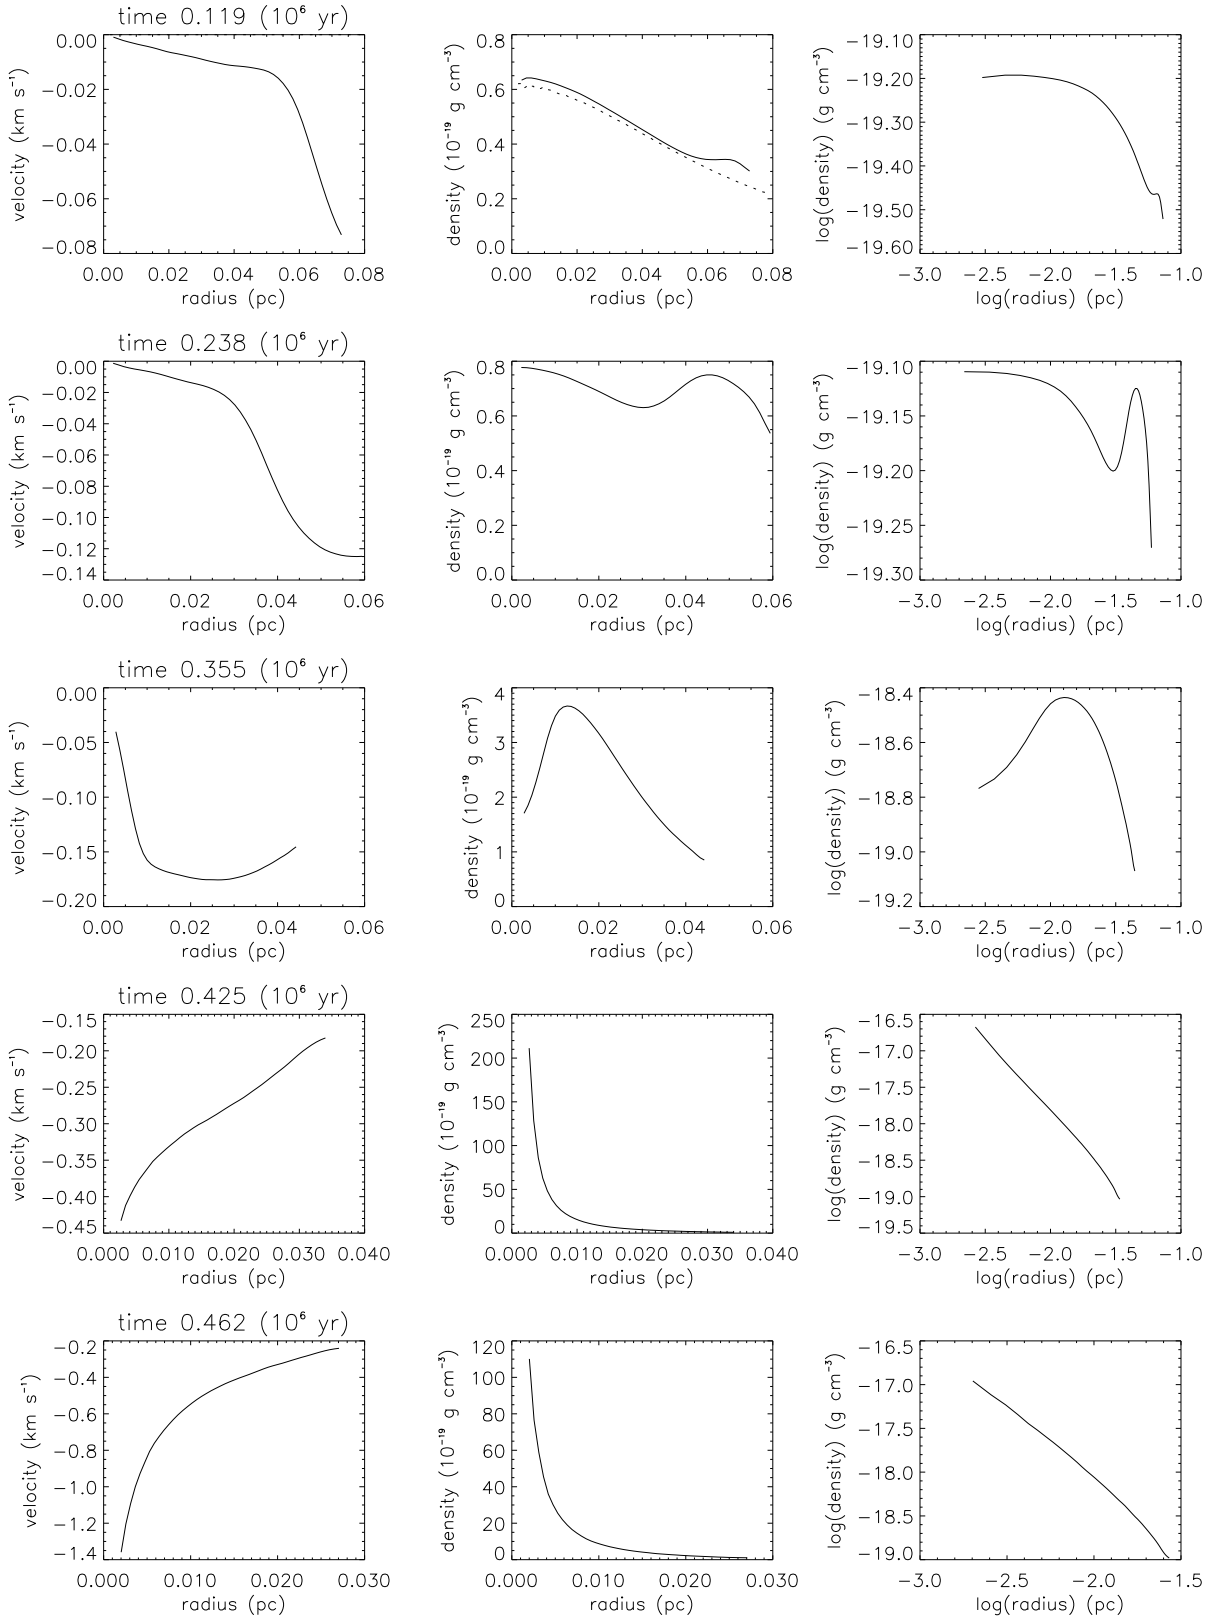 time 0.119 (10⁶ yr)
velocity (km s⁻¹)
0.00
−0.02
−0.04
−0.06
−0.08
0.00 0.02 0.04 0.06 0.08
radius (pc)
density (10⁻¹⁹ g cm⁻³)
0.8
0.6
0.4
0.2
0.0
0.00 0.02 0.04 0.06 0.08
radius (pc)
log(density) (g cm⁻³)
−19.10
−19.20
−19.30
−19.40
−19.50
−19.60
−3.0 −2.5 −2.0 −1.5 −1.0
log(radius) (pc)
time 0.238 (10⁶ yr)
velocity (km s⁻¹)
0.00
−0.02
−0.04
−0.06
−0.08
−0.10
−0.12
−0.14
0.00 0.02 0.04 0.06
radius (pc)
density (10⁻¹⁹ g cm⁻³)
0.8
0.6
0.4
0.2
0.0
0.00 0.02 0.04 0.06
radius (pc)
log(density) (g cm⁻³)
−19.10
−19.15
−19.20
−19.25
−19.30
−3.0 −2.5 −2.0 −1.5 −1.0
log(radius) (pc)
time 0.355 (10⁶ yr)
velocity (km s⁻¹)
0.00
−0.05
−0.10
−0.15
−0.20
0.00 0.02 0.04 0.06
radius (pc)
density (10⁻¹⁹ g cm⁻³)
4
3
2
1
0
0.00 0.02 0.04 0.06
radius (pc)
log(density) (g cm⁻³)
−18.4
−18.6
−18.8
−19.0
−19.2
−3.0 −2.5 −2.0 −1.5 −1.0
log(radius) (pc)
time 0.425 (10⁶ yr)
velocity (km s⁻¹)
−0.15
−0.20
−0.25
−0.30
−0.35
−0.40
−0.45
0.000 0.010 0.020 0.030 0.040
radius (pc)
density (10⁻¹⁹ g cm⁻³)
250
200
150
100
50
0
0.000 0.010 0.020 0.030 0.040
radius (pc)
log(density) (g cm⁻³)
−16.5
−17.0
−17.5
−18.0
−18.5
−19.0
−19.5
−3.0 −2.5 −2.0 −1.5 −1.0
log(radius) (pc)
time 0.462 (10⁶ yr)
velocity (km s⁻¹)
−0.2
−0.4
−0.6
−0.8
−1.0
−1.2
−1.4
0.000 0.010 0.020 0.030
radius (pc)
density (10⁻¹⁹ g cm⁻³)
120
100
80
60
40
20
0
0.000 0.010 0.020 0.030
radius (pc)
log(density) (g cm⁻³)
−16.5
−17.0
−17.5
−18.0
−18.5
−19.0
−3.0 −2.5 −2.0 −1.5
log(radius) (pc)